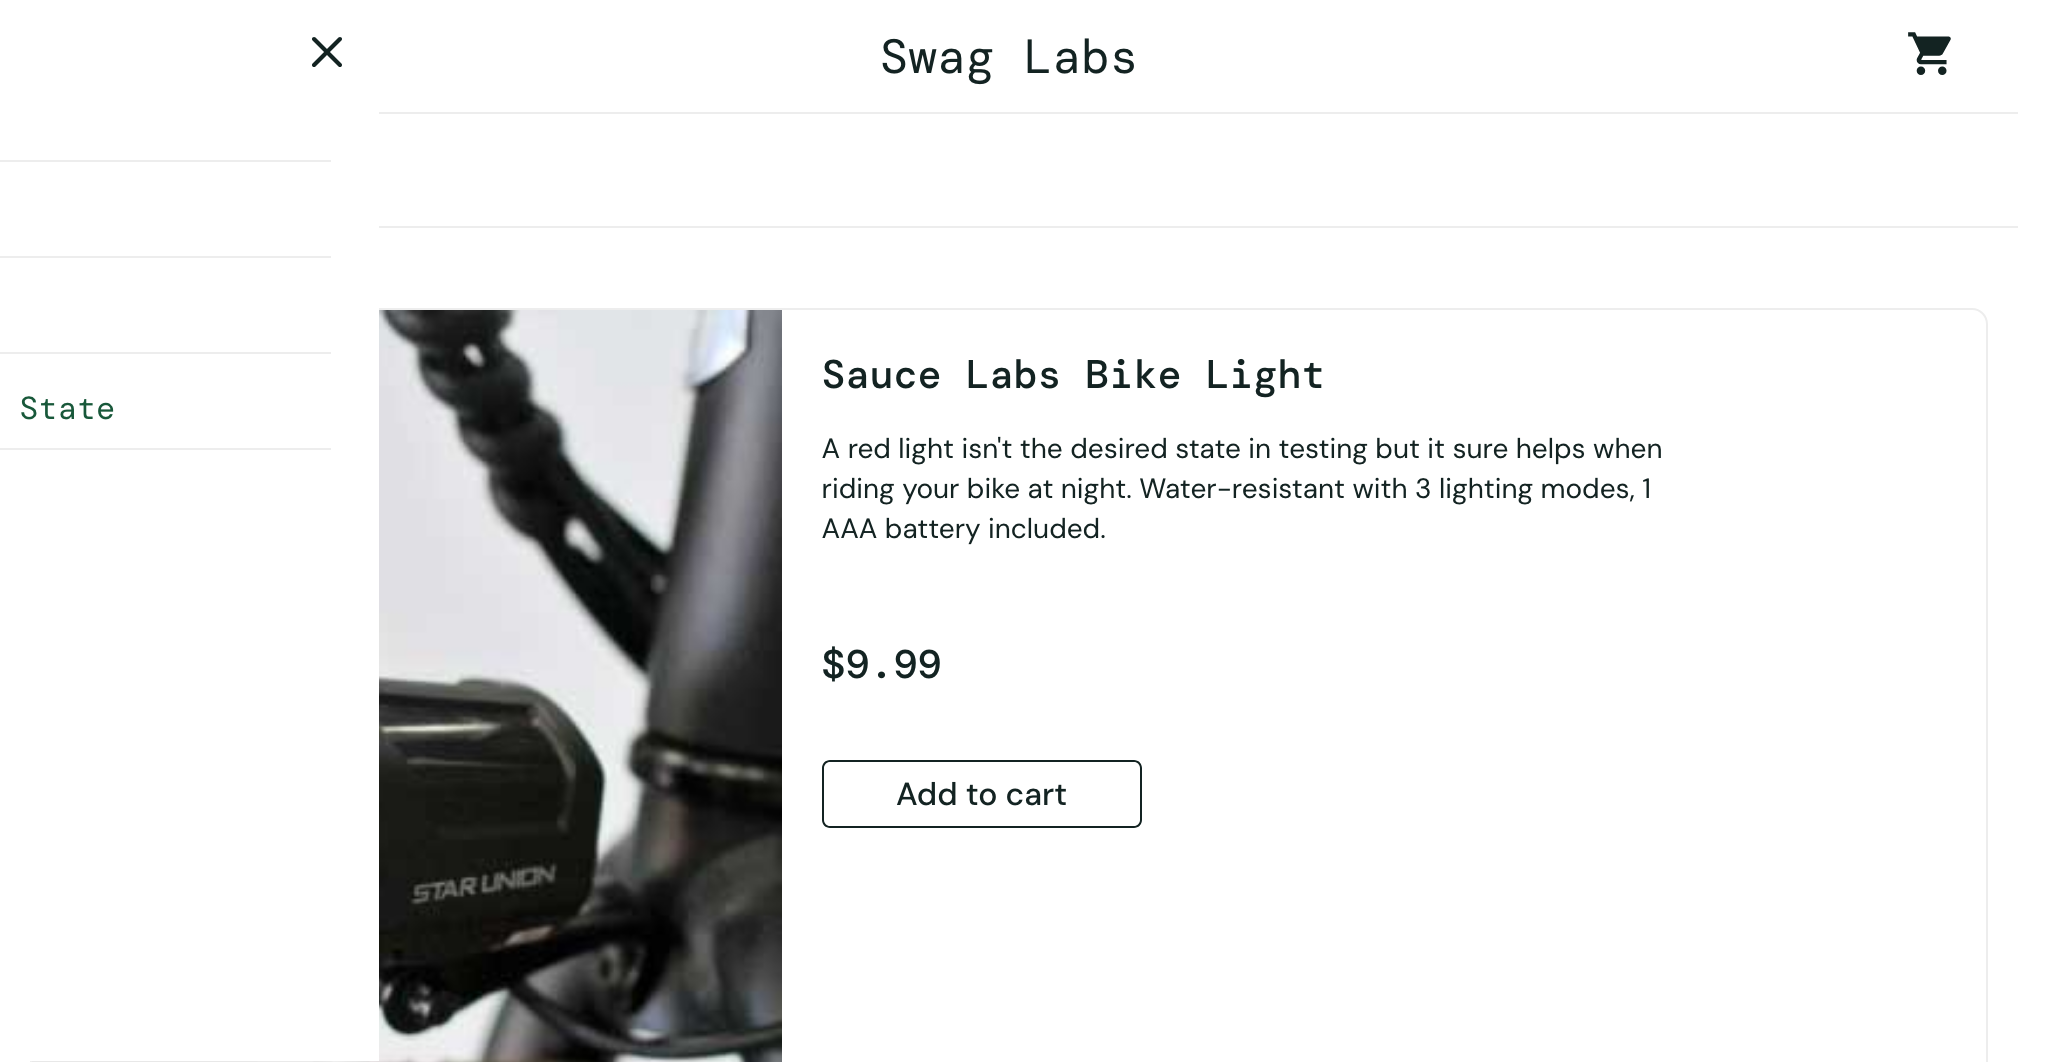 Swag Labs
State
Sauce Labs Bike Light
A red light isn't the desired state in testing but it sure helps when
riding your bike at night. Water-resistant with 3 lighting modes, 1
AAA battery included.
$9.99
Add to cart
STAR UNION